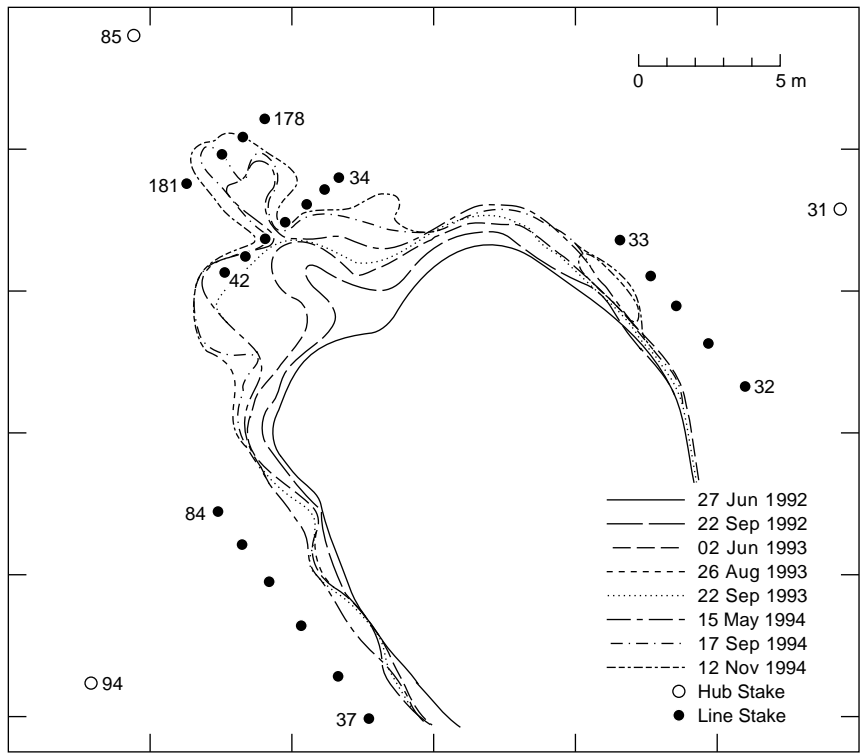 85
0 5 m
178
181
34
31
33
42
32
84
27 Jun 1992
22 Sep 1992
02 Jun 1993
26 Aug 1993
22 Sep 1993
15 May 1994
17 Sep 1994
12 Nov 1994
94
Hub Stake
37
Line Stake